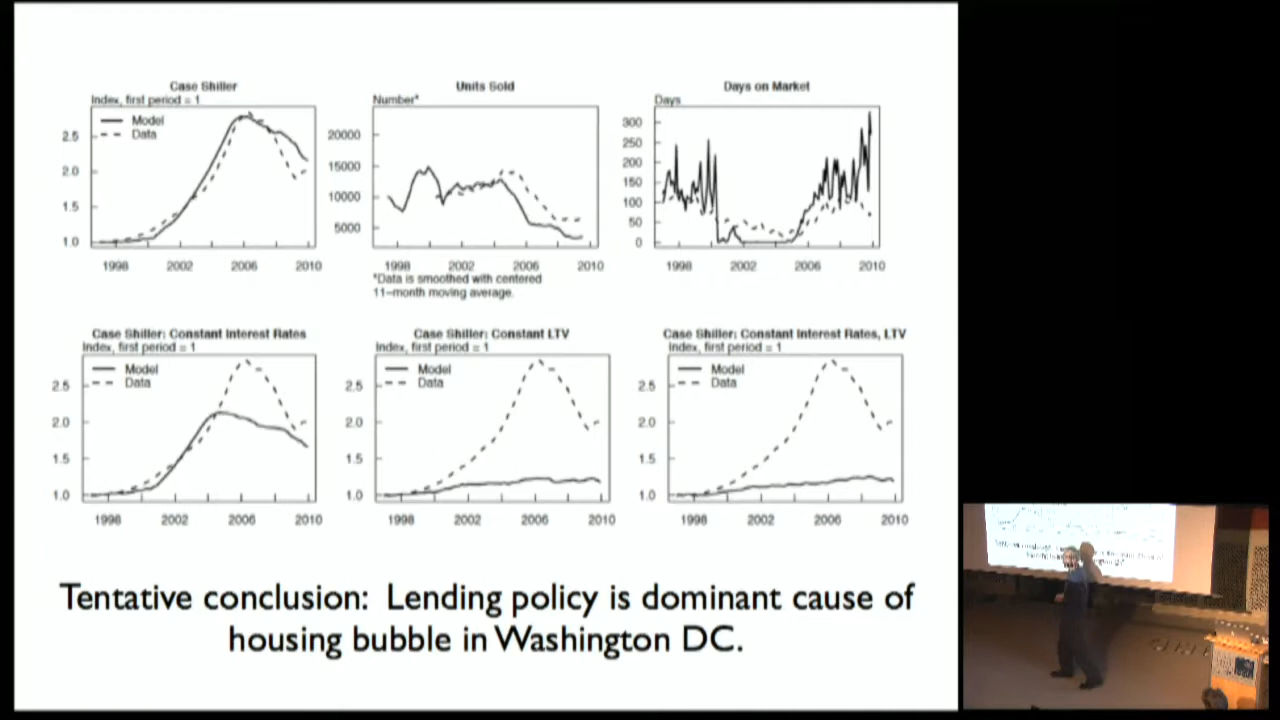 Case Shiller
Index, first period = 1
Model
Data
2.5
2.0
1.5
1.0
1998 2002 2006 2010
Units Sold
Number*
20000
15000
10000
5000
1998 2002 2006 2010
*Data is smoothed with centered
11-month moving average.
Days on Market
Days
300
250
200
150
100
50
0
1998 2002 2006 2010
Case Shiller: Constant Interest Rates
Index, first period = 1
Model
Data
2.5
2.0
1.5
1.0
1998 2002 2006 2010
Case Shiller: Constant LTV
Index, first period = 1
Model
Data
2.5
2.0
1.5
1.0
1998 2002 2006 2010
Case Shiller: Constant Interest Rates, LTV
Index, first period = 1
Model
Data
2.5
2.0
1.5
1.0
1998 2002 2006 2010
Tentative conclusion: Lending policy is dominant cause of
housing bubble in Washington DC.